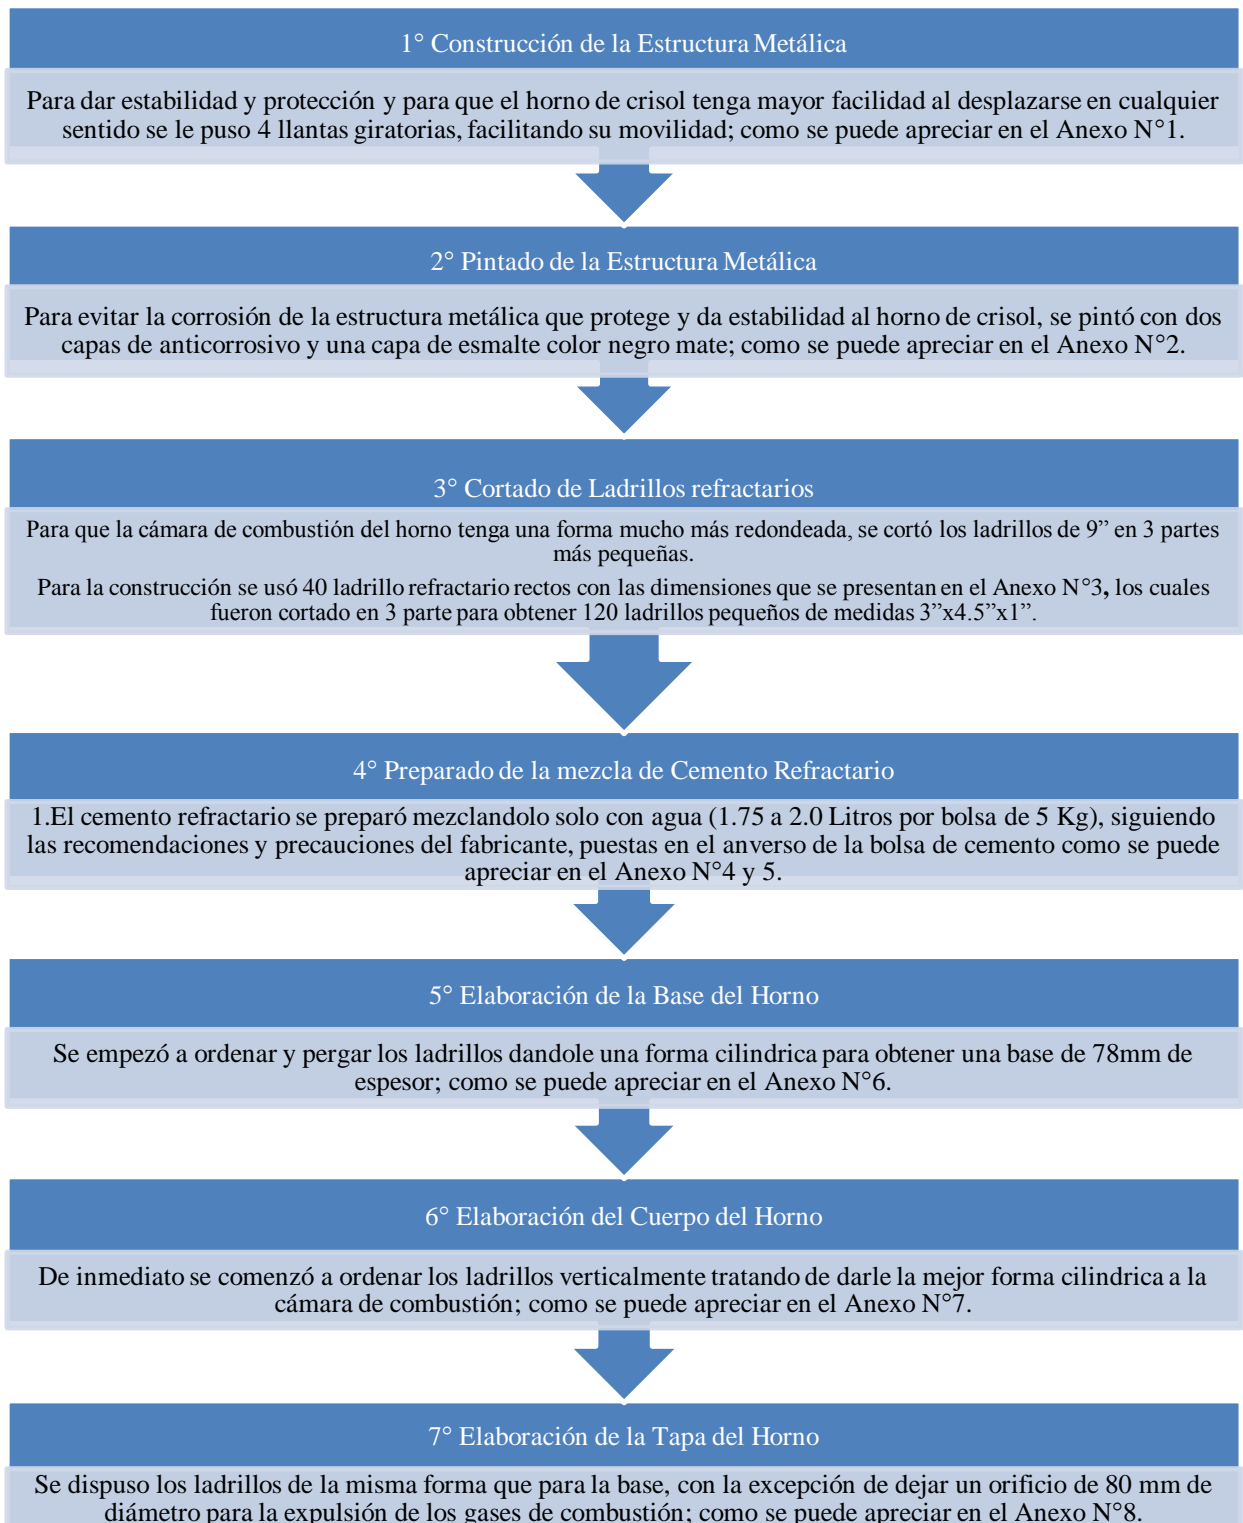 1° Construcción de la Estructura Metálica
Para dar estabilidad y protección y para que el horno de crisol tenga mayor facilidad al desplazarse en cualquier
sentido se le puso 4 llantas giratorias, facilitando su movilidad; como se puede apreciar en el Anexo N°1.
2° Pintado de la Estructura Metálica
Para evitar la corrosión de la estructura metálica que protege y da estabilidad al horno de crisol, se pintó con dos
capas de anticorrosivo y una capa de esmalte color negro mate; como se puede apreciar en el Anexo N°2.
3° Cortado de Ladrillos refractarios
Para que la cámara de combustión del horno tenga una forma mucho más redondeada, se cortó los ladrillos de 9” en 3 partes
más pequeñas.
Para la construcción se usó 40 ladrillo refractario rectos con las dimensiones que se presentan en el Anexo N°3, los cuales
fueron cortado en 3 parte para obtener 120 ladrillos pequeños de medidas 3”x4.5”x1”.
4° Preparado de la mezcla de Cemento Refractario
1.El cemento refractario se preparó mezclandolo solo con agua (1.75 a 2.0 Litros por bolsa de 5 Kg), siguiendo
las recomendaciones y precauciones del fabricante, puestas en el anverso de la bolsa de cemento como se puede
apreciar en el Anexo N°4 y 5.
5° Elaboración de la Base del Horno
Se empezó a ordenar y pergar los ladrillos dandole una forma cilindrica para obtener una base de 78mm de
espesor; como se puede apreciar en el Anexo N°6.
6° Elaboración del Cuerpo del Horno
De inmediato se comenzó a ordenar los ladrillos verticalmente tratando de darle la mejor forma cilindrica a la
cámara de combustión; como se puede apreciar en el Anexo N°7.
7° Elaboración de la Tapa del Horno
Se dispuso los ladrillos de la misma forma que para la base, con la excepción de dejar un orificio de 80 mm de
diámetro para la expulsión de los gases de combustión; como se puede apreciar en el Anexo N°8.